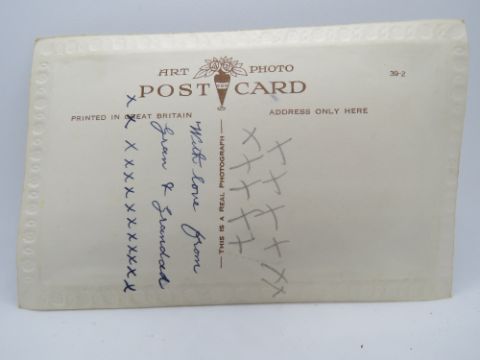 ART PHOTO
POST CARD
39-2
PRINTED IN GREAT BRITAIN
ADDRESS ONLY HERE
THIS IS A REAL PHOTOGRAPH
With love from
Gran & Grandad
x x x x x x x x x x x x x
x x x x x x
x x x x x x